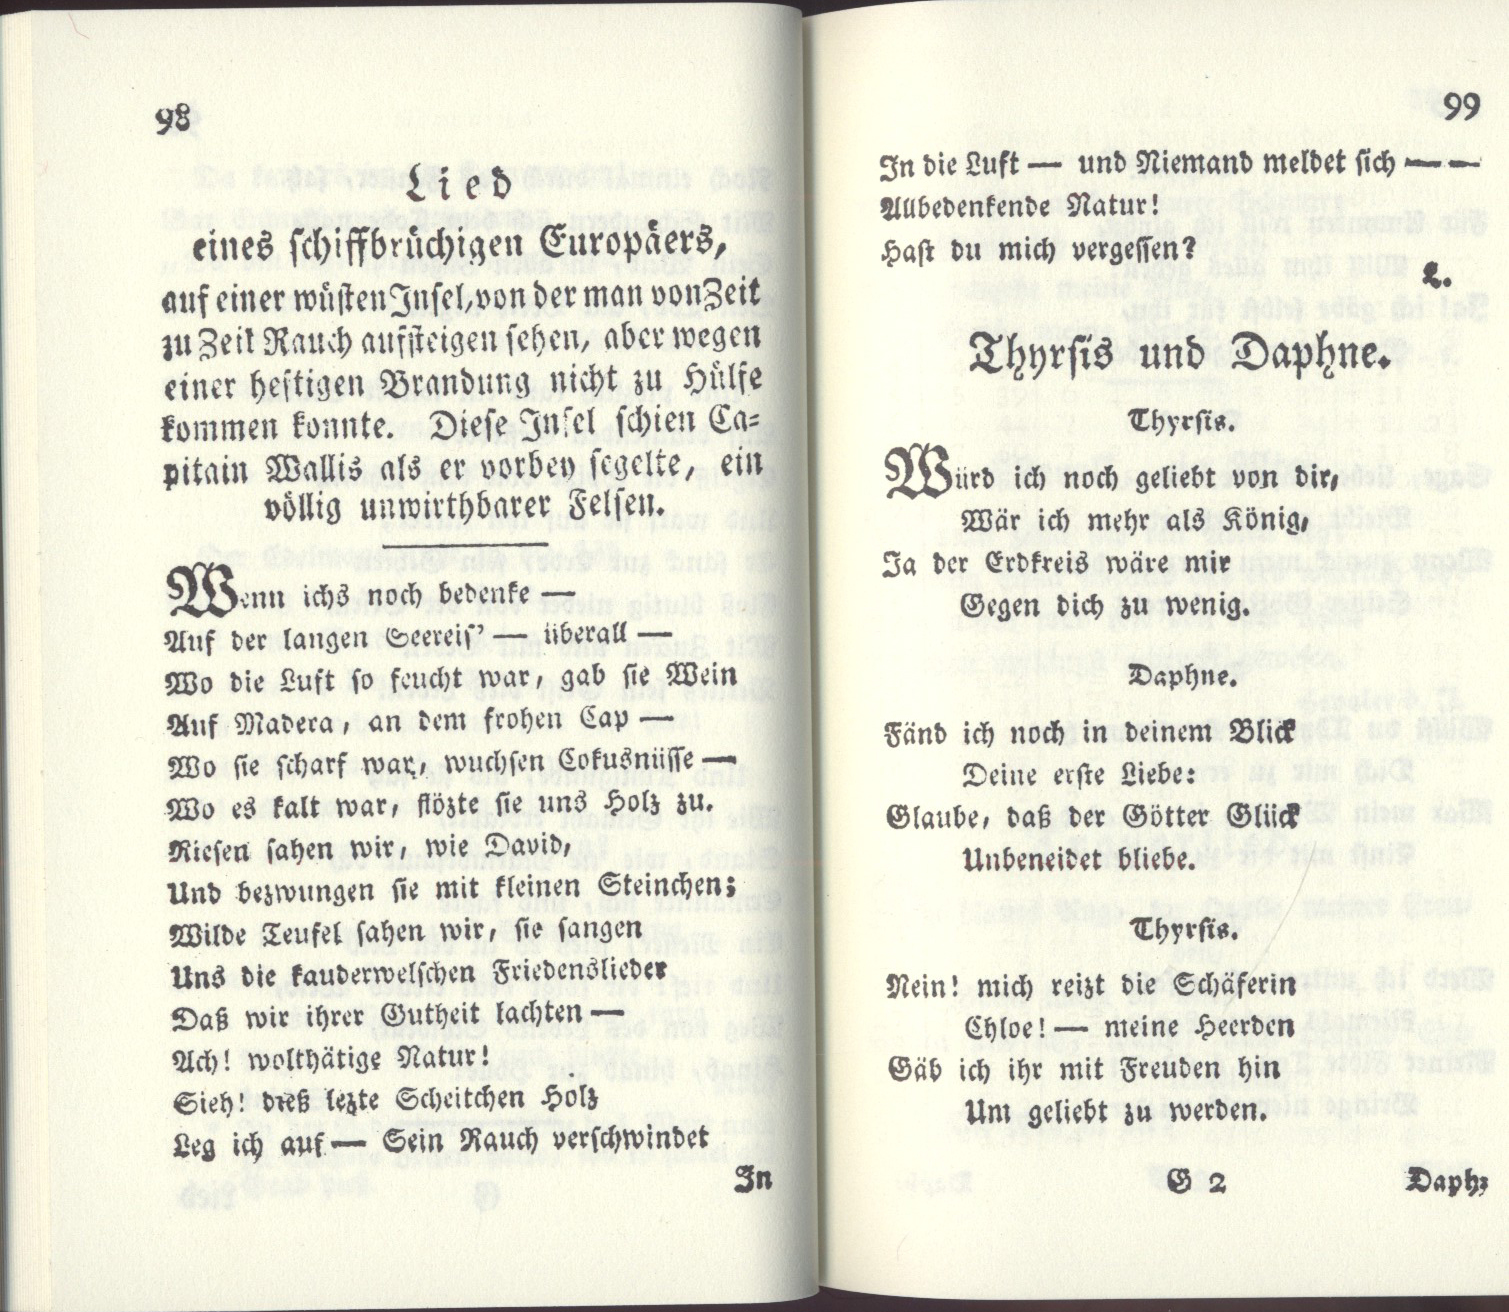 98
Lied
eines schiffbrüchigen Europäers,
auf einer wüsten Insel, von der man von Zeit
zu Zeit Rauch aufsteigen sehen, aber wegen
einer heftigen Brandung nicht zu Hülfe
kommen konnte. Diese Insel schien Ca-
pitain Wallis als er vorbey segelte, ein
völlig unwirthbarer Felsen.
Wenn ichs noch bedenke —
Auf der langen Seereis' — überall —
Wo die Luft so feucht war, gab sie Wein
Auf Madera, an dem frohen Cap —
Wo sie scharf war, wuchsen Cokusnüsse —
Wo es kalt war, flözte sie uns Holz zu.
Riesen sahen wir, wie David,
Und bezwungen sie mit kleinen Steinchen;
Wilde Teufel sahen wir, sie sangen
Uns die kauderwelschen Friedenslieder
Daß wir ihrer Gutheit lachten —
Ach! wolthätige Natur!
Sieh! dieß lezte Scheitchen Holz
Leg ich auf — Sein Rauch verschwindet
In
99
In die Luft — und Niemand meldet sich — —
Allbedenkende Natur!
Hast du mich vergessen?
L.
Thyrsis und Daphne.
Thyrsis.
Würd ich noch geliebt von dir,
Wär ich mehr als König,
Ja der Erdkreis wäre mir
Gegen dich zu wenig.
Daphne.
Fänd ich noch in deinem Blick
Deine erste Liebe:
Glaube, daß der Götter Glück
Unbeneidet bliebe.
Thyrsis.
Nein! mich reizt die Schäferin
Chloe! — meine Heerden
Gäb ich ihr mit Freuden hin
Um geliebt zu werden.
G 2
Daph-